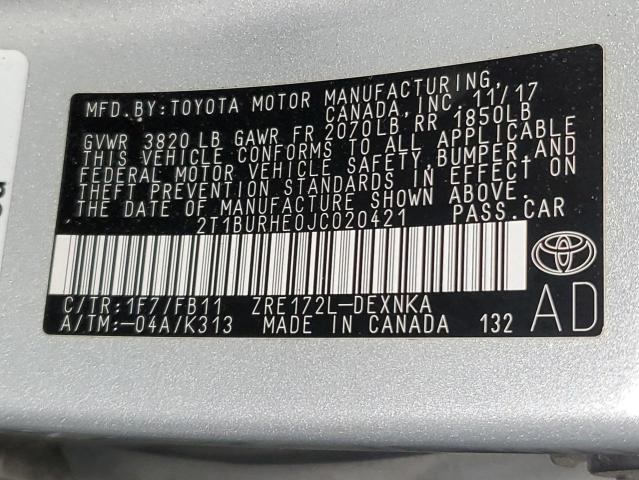 MFD.BY:TOYOTA MOTOR MANUFACTURING
CANADA, INC 11/17
GVWR 3820 LB GAWR FR 2070LB RR 1850LB
THIS VEHICLE CONFORMS TO ALL APPLICABLE
FEDERAL MOTOR VEHICLE SAFETY,BUMPER,AND
THEFT PREVENTION STANDARDS IN EFFECT ON
THE DATE OF MANUFACTURE SHOWN ABOVE.
2T1BURHE0JC020421 PASS.CAR
C/TR:1F7/FB11 ZRE172L-DEXNKA
A/TM:-04A/K313 MADE IN CANADA 132
AD